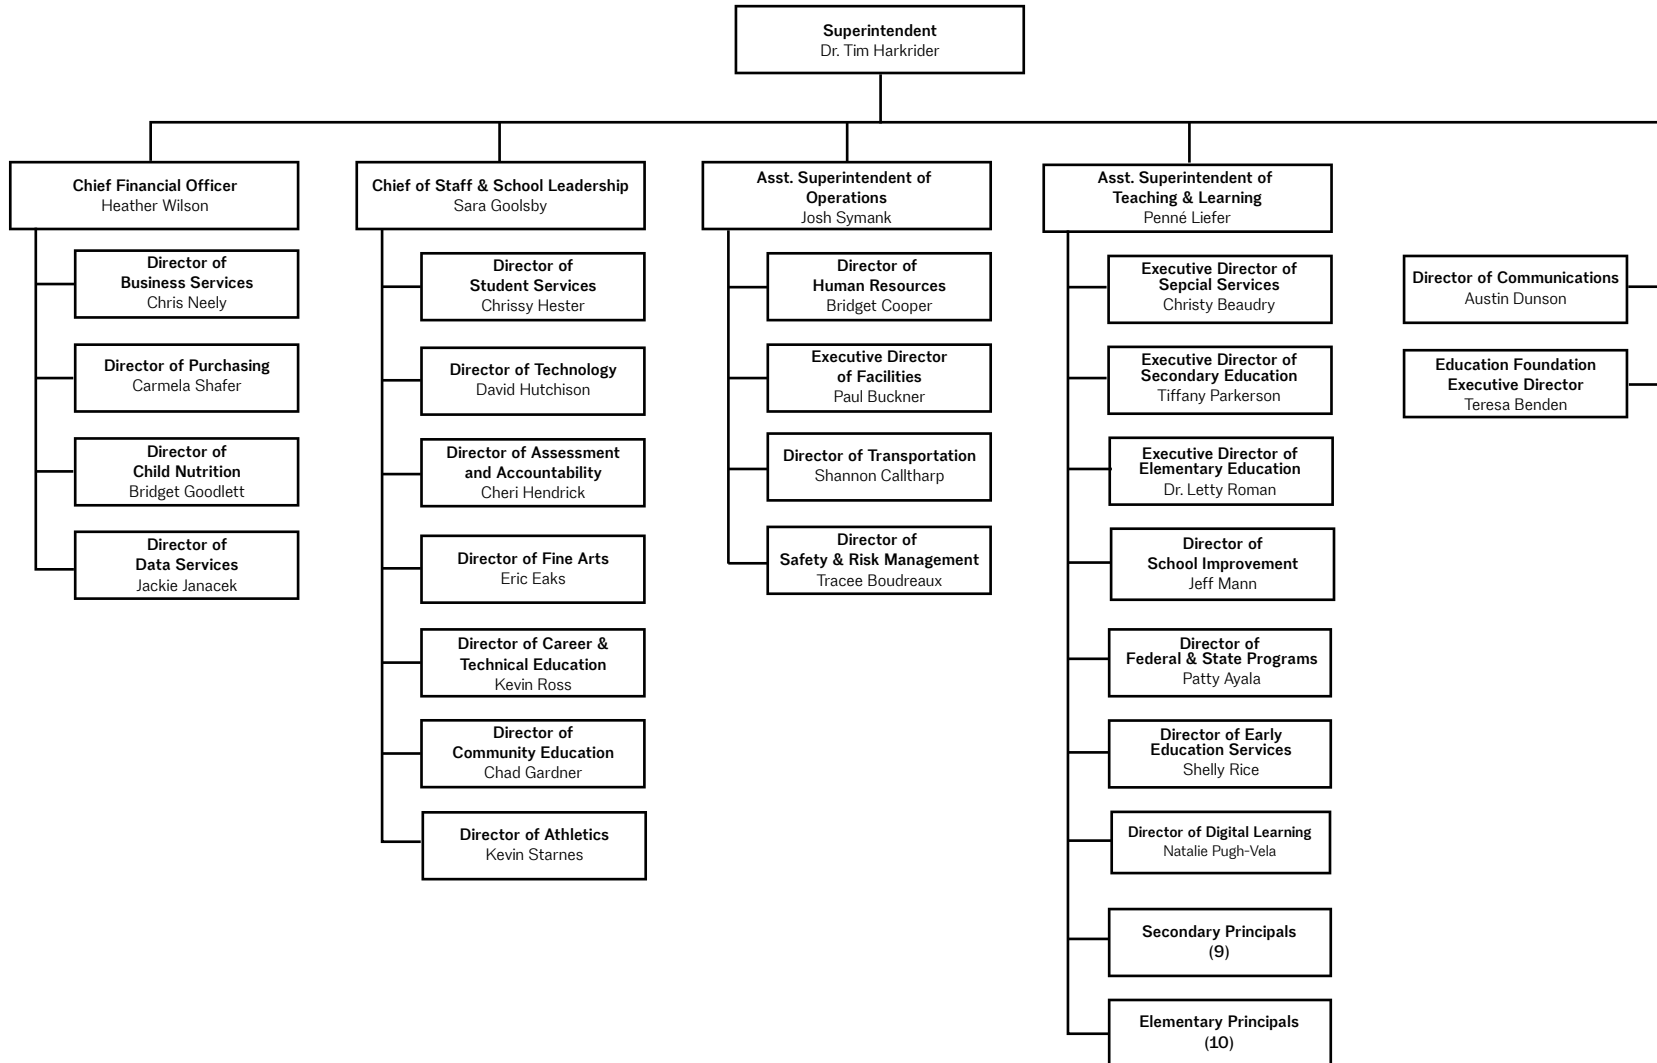 Superintendent
Dr. Tim Harkrider
Chief Financial Officer
Heather Wilson
Director of
Business Services
Chris Neely
Director of Purchasing
Carmela Shafer
Director of
Child Nutrition
Bridget Goodlett
Director of
Data Services
Jackie Janacek
Chief of Staff & School Leadership
Sara Goolsby
Director of
Student Services
Chrissy Hester
Director of Technology
David Hutchison
Director of Assessment
and Accountability
Cheri Hendrick
Director of Fine Arts
Eric Eaks
Director of Career &
Technical Education
Kevin Ross
Director of
Community Education
Chad Gardner
Director of Athletics
Kevin Starnes
Asst. Superintendent of
Operations
Josh Symank
Director of
Human Resources
Bridget Cooper
Executive Director
of Facilities
Paul Buckner
Director of Transportation
Shannon Calltharp
Director of
Safety & Risk Management
Tracee Boudreaux
Asst. Superintendent of
Teaching & Learning
Penné Liefer
Executive Director of
Sepcial Services
Christy Beaudry
Executive Director of
Secondary Education
Tiffany Parkerson
Executive Director of
Elementary Education
Dr. Letty Roman
Director of
School Improvement
Jeff Mann
Director of
Federal & State Programs
Patty Ayala
Director of Early
Education Services
Shelly Rice
Director of Digital Learning
Natalie Pugh-Vela
Secondary Principals
(9)
Elementary Principals
(10)
Director of Communications
Austin Dunson
Education Foundation
Executive Director
Teresa Benden